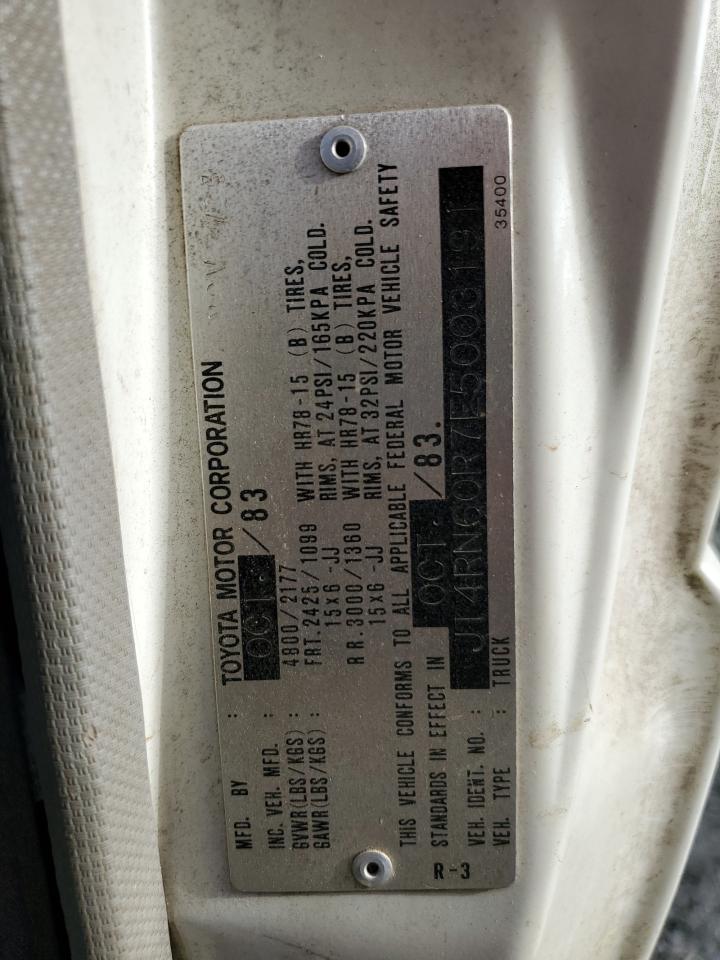 MFD. BY : TOYOTA MOTOR CORPORATION
INC. VEH. MFD. : OCT. /83
GVWR(LBS/KGS): 4800/2177
GAWR(LBS/KGS): FRT.2425/1099 WITH HR78-15 (B) TIRES,
15X6-JJ RIMS, AT 24PSI/165KPA COLD.
RR.3000/1360 WITH HR78-15 (B) TIRES,
15X6-JJ RIMS, AT 32PSI/220KPA COLD.
THIS VEHICLE CONFORMS TO ALL APPLICABLE FEDERAL MOTOR VEHICLE SAFETY
STANDARDS IN EFFECT IN OCT. /83.
VEH. IDENT. NO. : JT4RN60R7E5003191
VEH. TYPE : TRUCK
R-3
35400